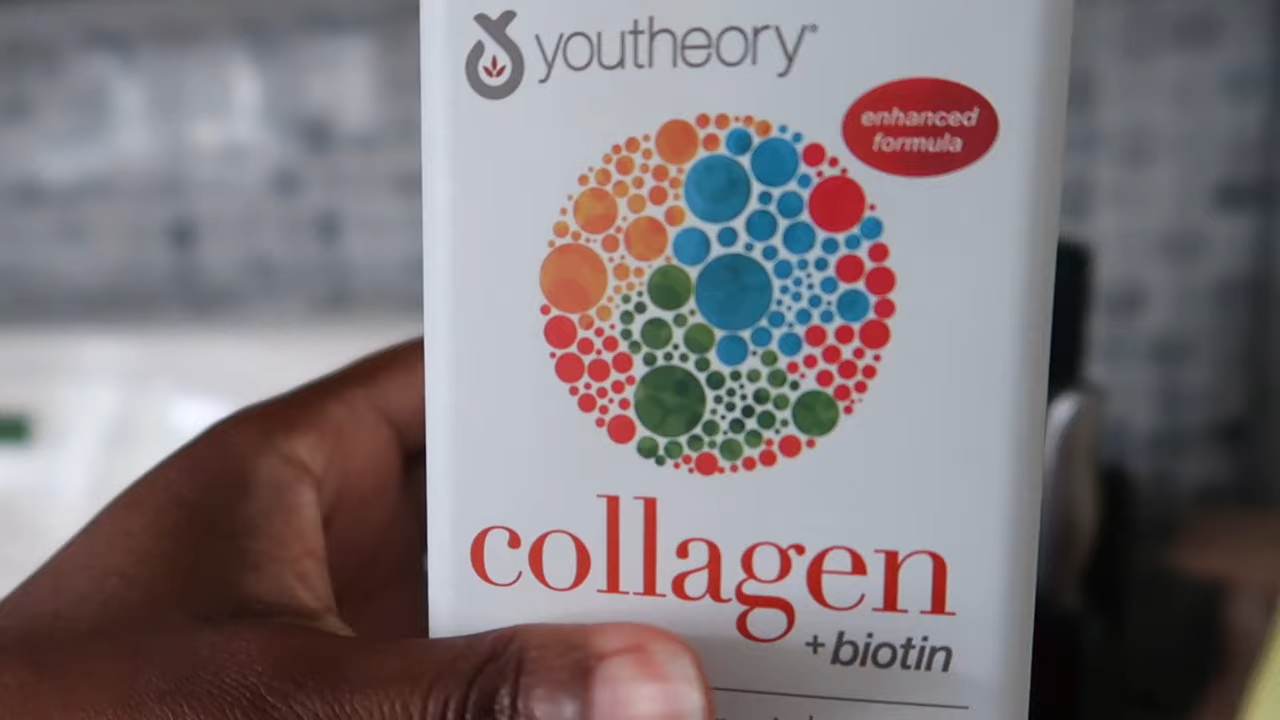 youtheory®
enhanced
formula
collagen
+biotin